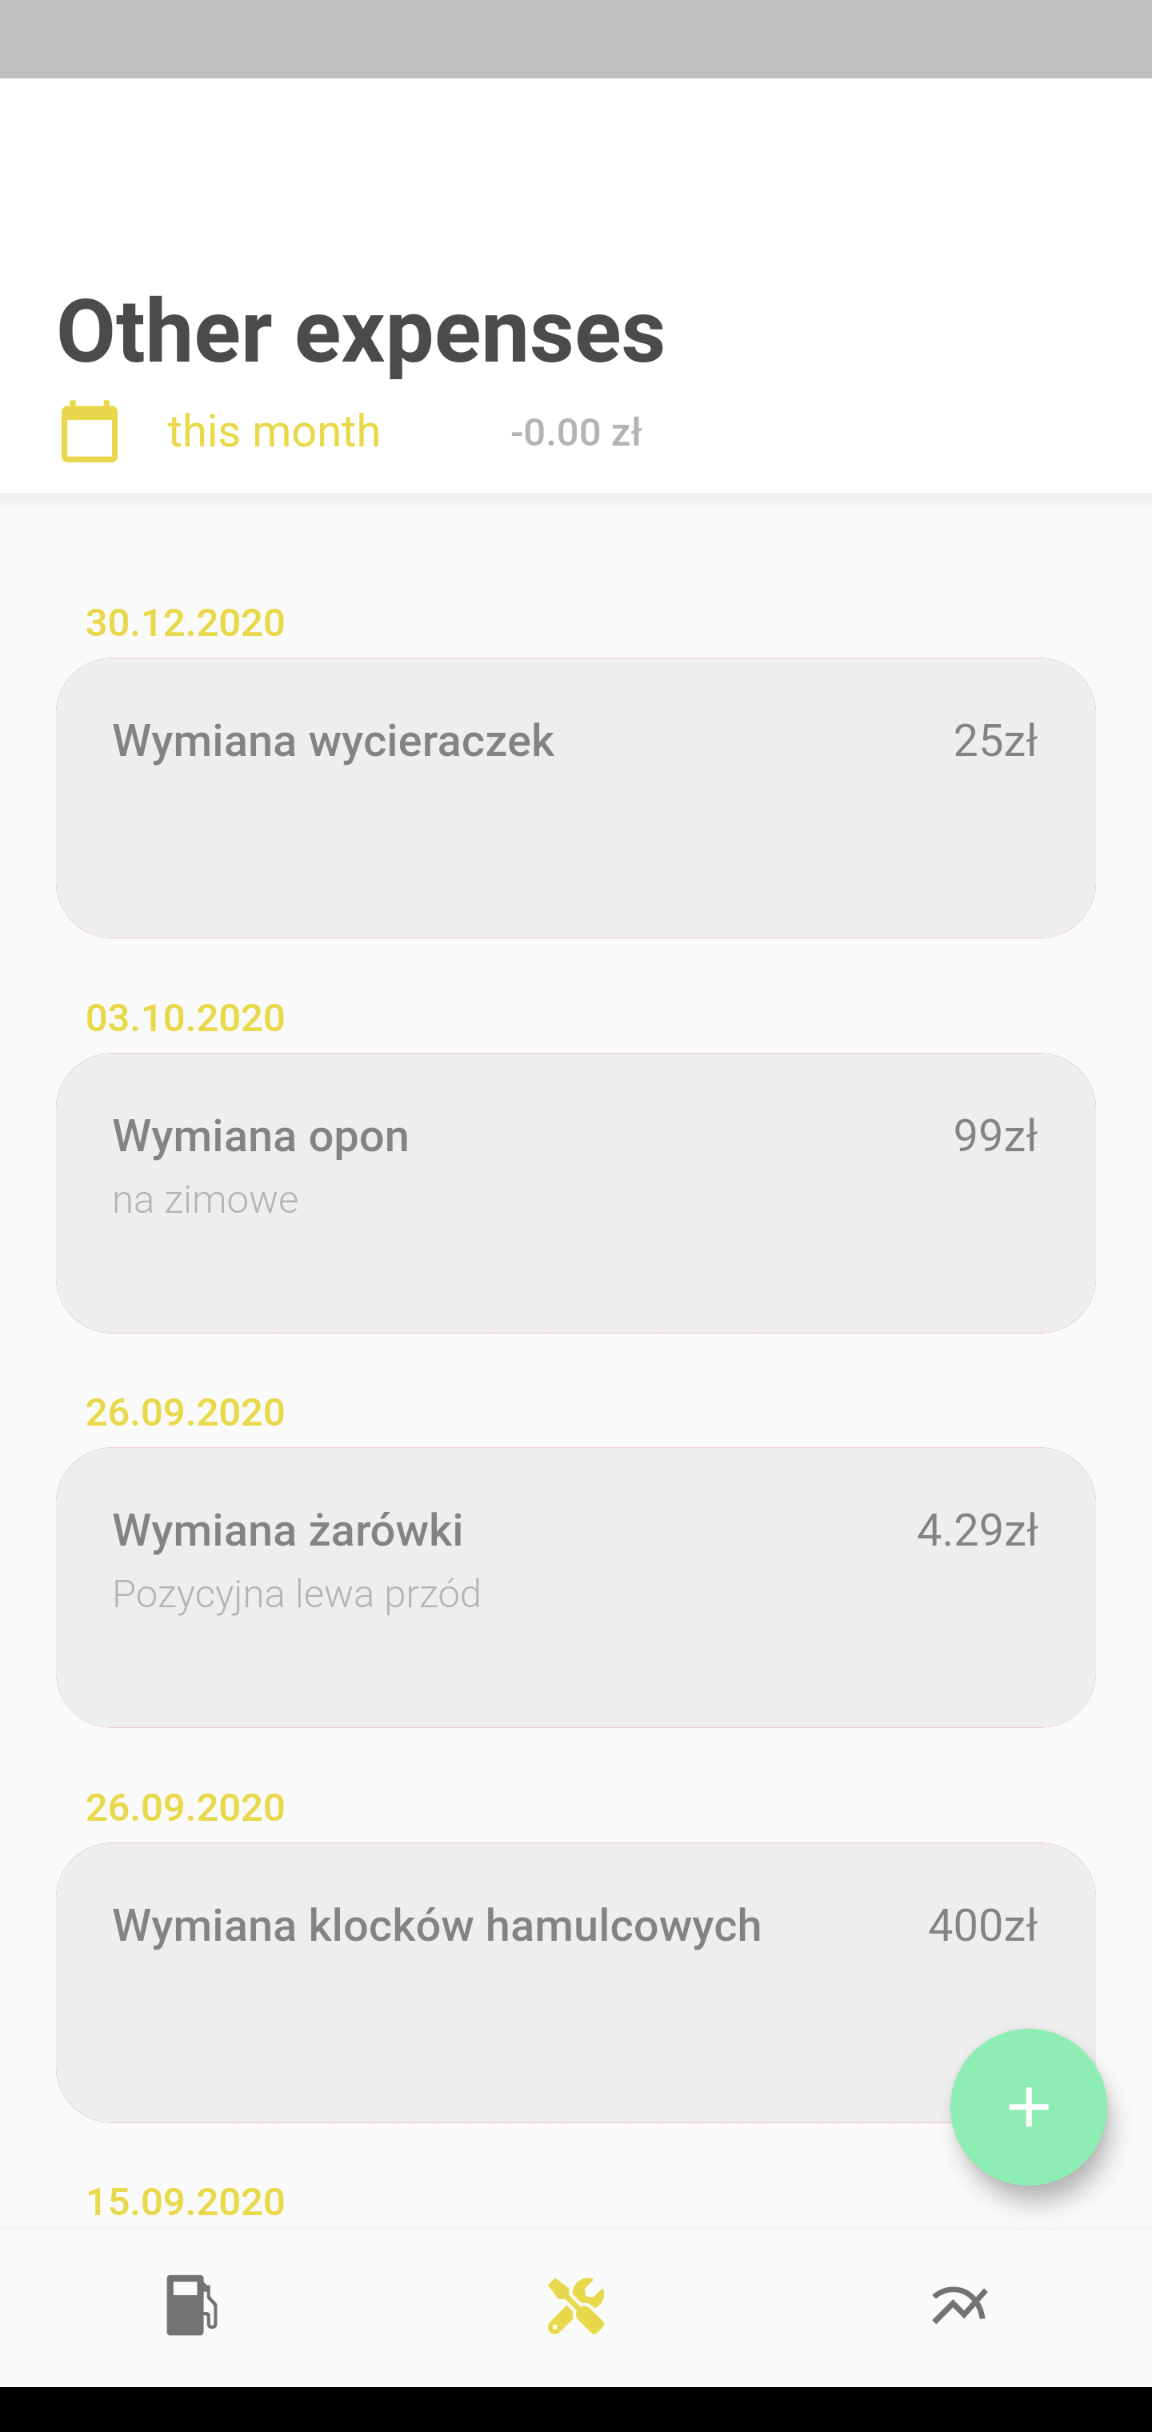 Other expenses
this month -0.00 zł
30.12.2020
Wymiana wycieraczek 25zł
03.10.2020
Wymiana opon 99zł
na zimowe
26.09.2020
Wymiana żarówki 4.29zł
Pozycyjna lewa przód
26.09.2020
Wymiana klocków hamulcowych 400zł
15.09.2020